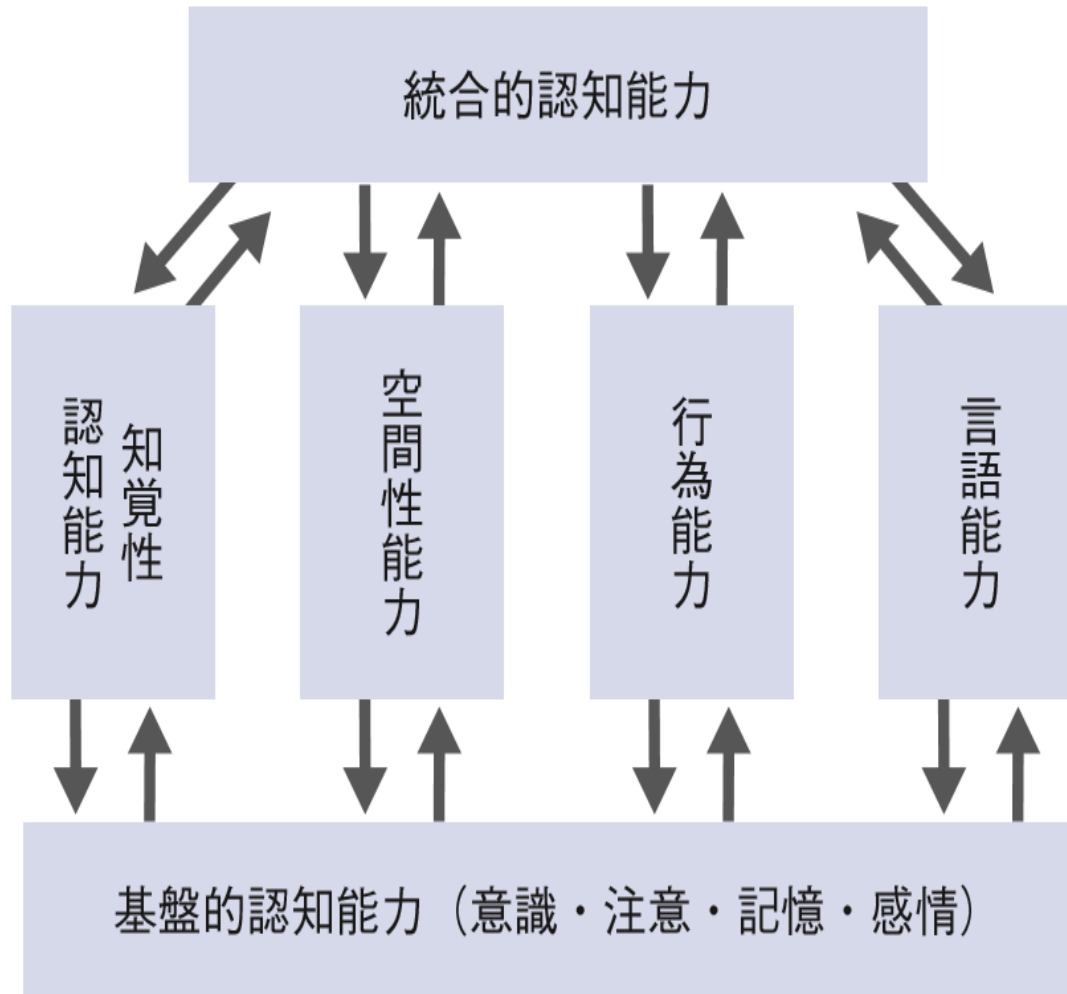 統合的認知能力
知覚性
認知能力
空間性能力
行為能力
言語能力
基盤的認知能力（意識・注意・記憶・感情）